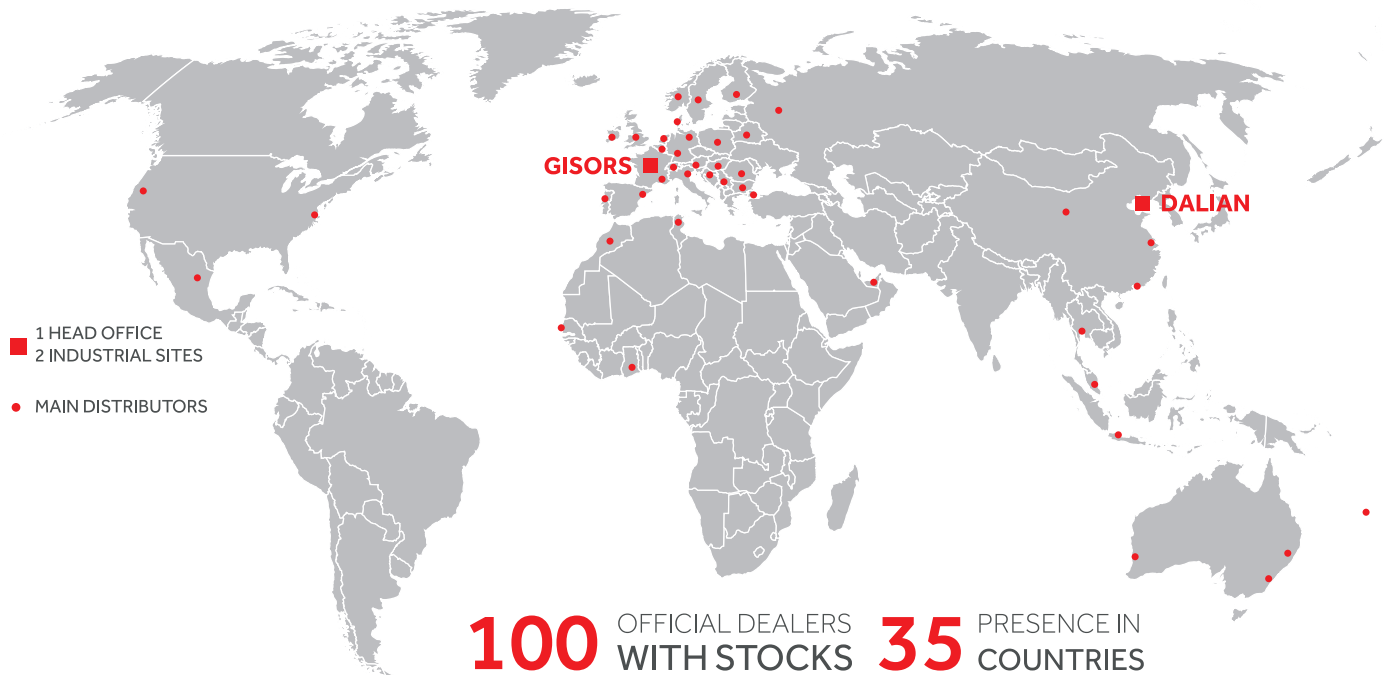 GISORS
DALIAN
1 HEAD OFFICE
2 INDUSTRIAL SITES
MAIN DISTRIBUTORS
100 OFFICIAL DEALERS
WITH STOCKS
35 PRESENCE IN
COUNTRIES